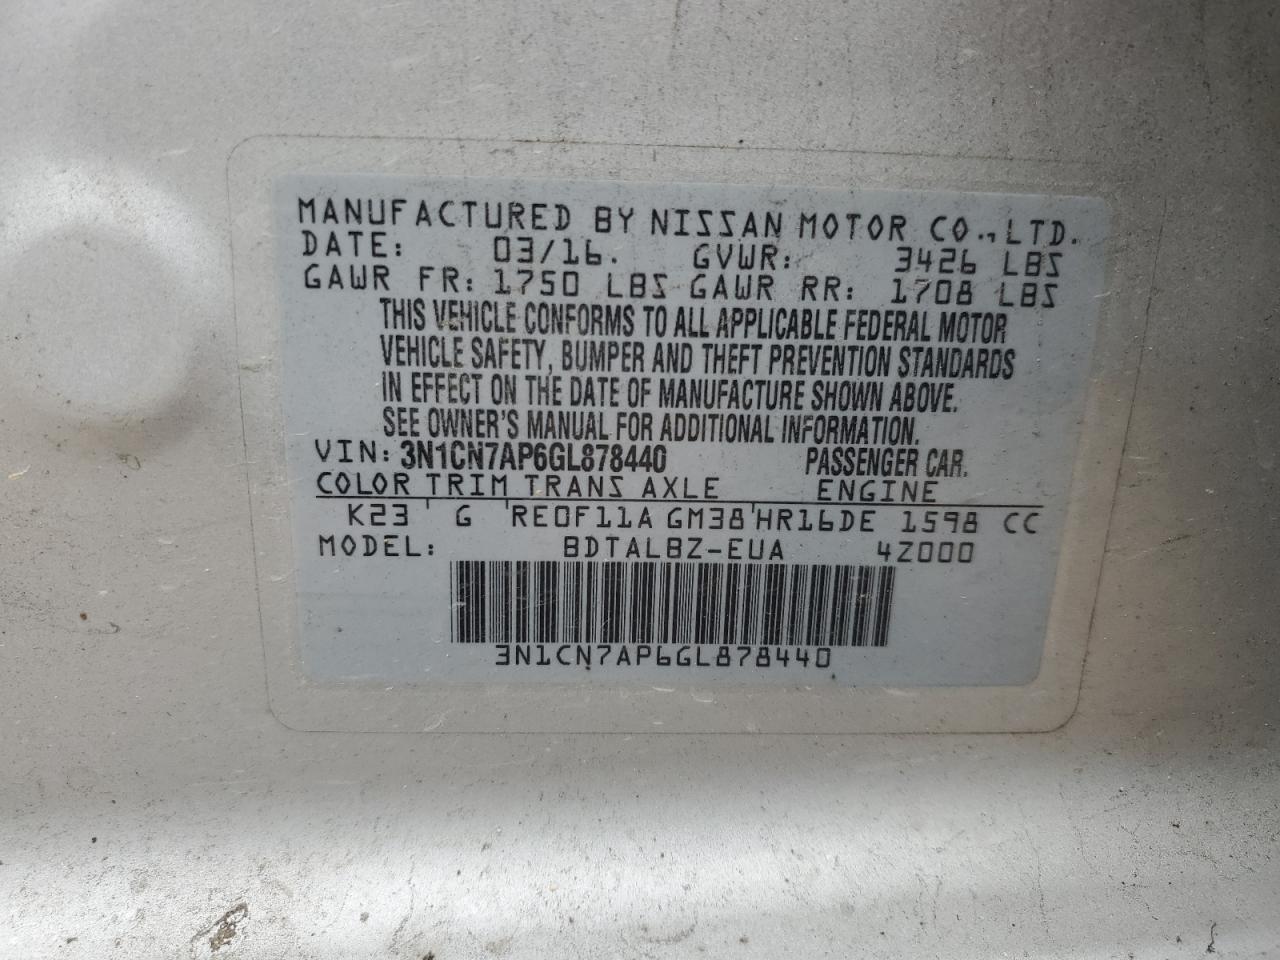 MANUFACTURED BY NISSAN MOTOR CO., LTD.
DATE: 03/16. GVWR: 3426 LBS
GAWR FR: 1750 LBS GAWR RR: 1708 LBS
THIS VEHICLE CONFORMS TO ALL APPLICABLE FEDERAL MOTOR
VEHICLE SAFETY, BUMPER AND THEFT PREVENTION STANDARDS
IN EFFECT ON THE DATE OF MANUFACTURE SHOWN ABOVE.
SEE OWNER'S MANUAL FOR ADDITIONAL INFORMATION.
VIN: 3N1CN7AP6GL878440 PASSENGER CAR.
COLOR TRIM TRANS AXLE ENGINE
K23 ' G ' RE0F11A GM38 ' HR16DE 1598 CC
MODEL: BDTALBZ-EUA 4Z000
3N1CN7AP6GL878440